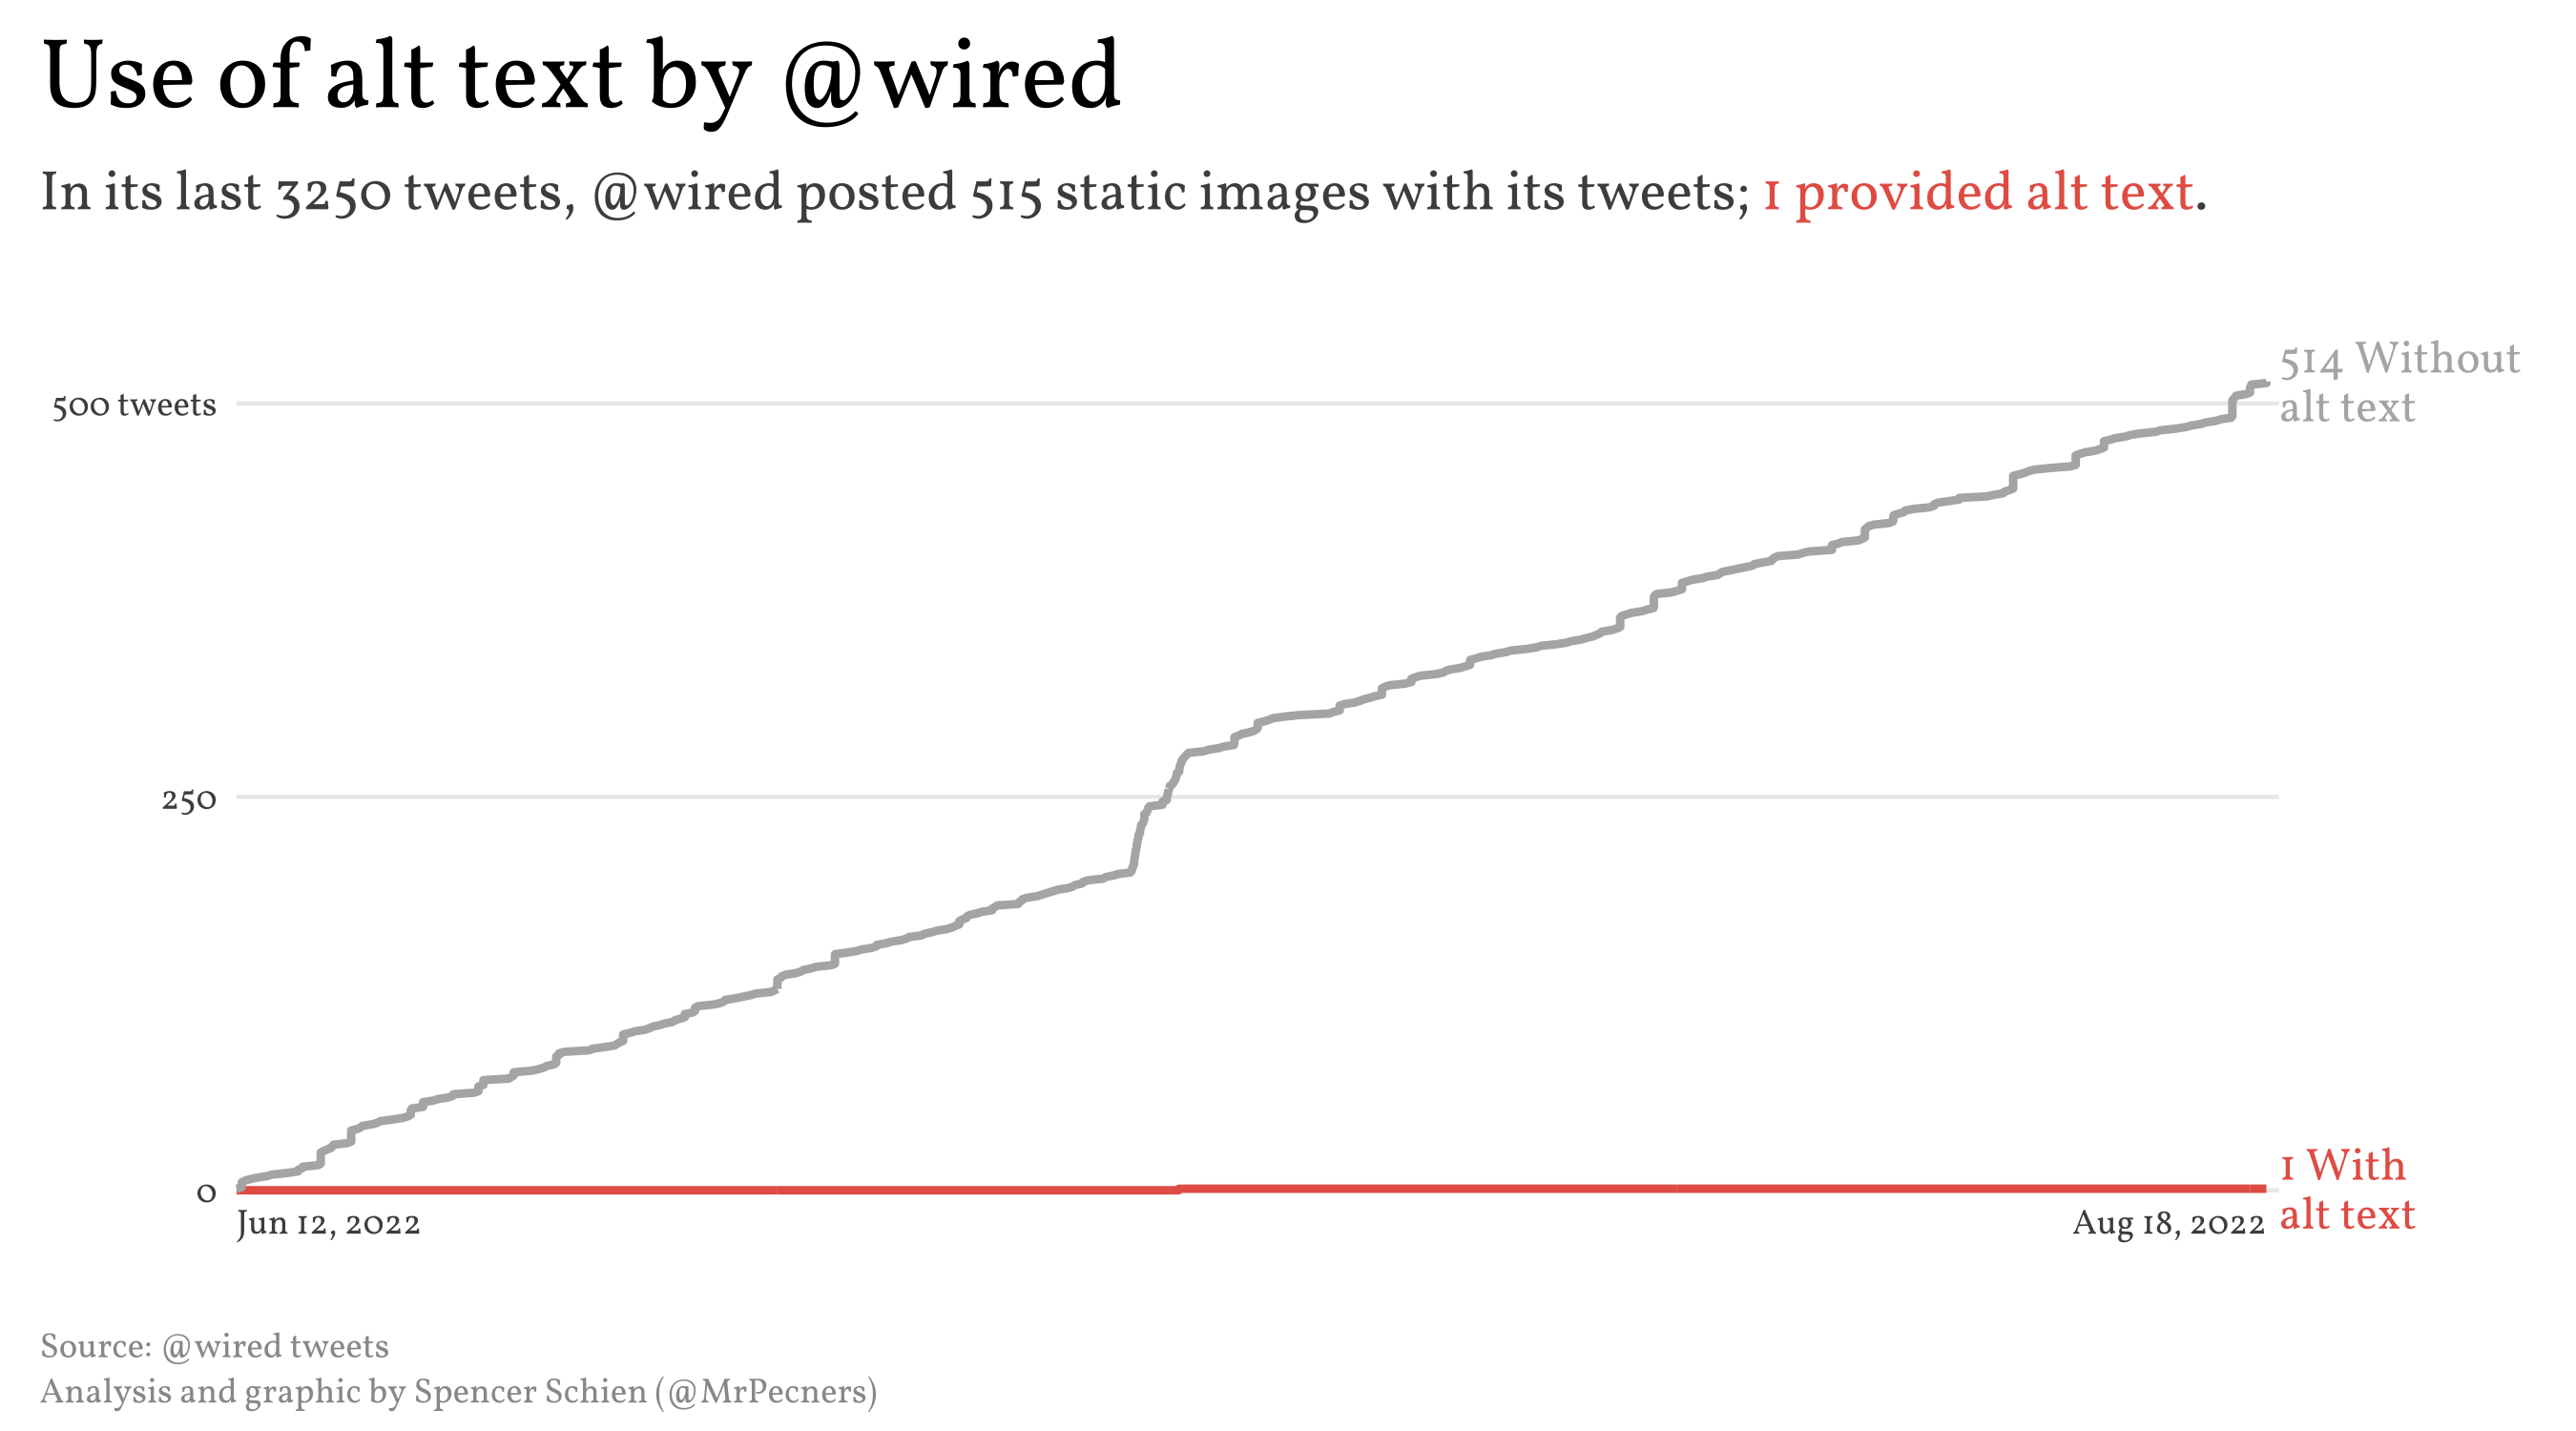 Use of alt text by @wired
In its last 3250 tweets, @wired posted 515 static images with its tweets; 1 provided alt text.
514 Without
alt text
500 tweets
250
0
1 With
alt text
Jun 12, 2022
Aug 18, 2022
Source: @wired tweets
Analysis and graphic by Spencer Schien (@MrPecners)